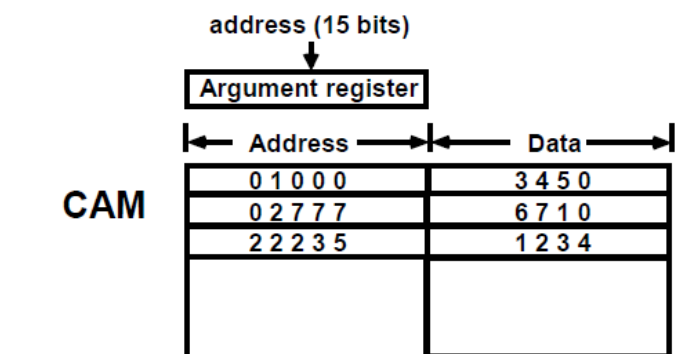 address (15 bits)
Argument register
Address Data
CAM
0 1 0 0 0 3 4 5 0
0 2 7 7 7 6 7 1 0
2 2 2 3 5 1 2 3 4